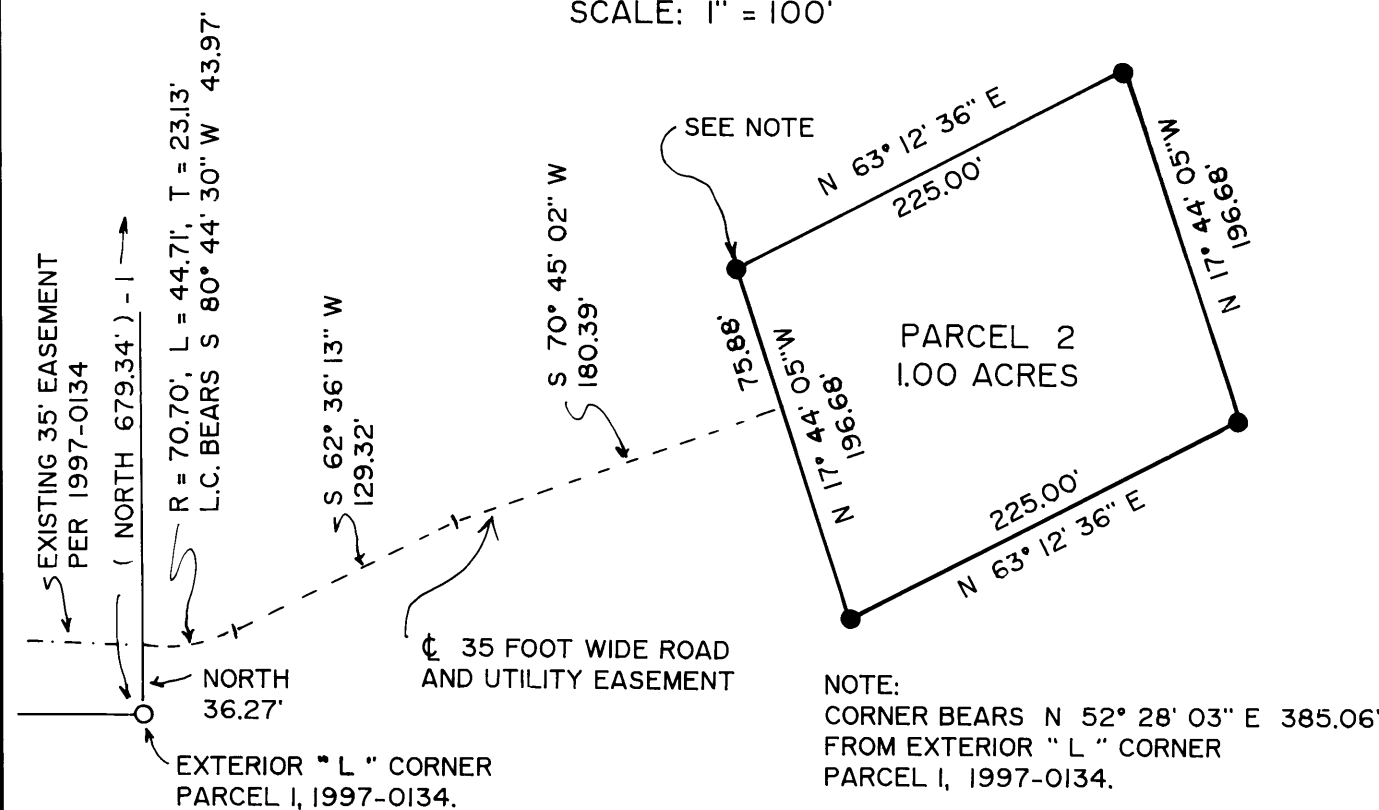 SCALE: 1" = 100'
EXISTING 35' EASEMENT
PER 1997-0134
( NORTH 679.34' )
R = 70.70', L = 44.71', T = 23.13'
L.C. BEARS S 80° 44' 30" W 43.97'
S 62° 36' 13" W
129.32'
S 70° 45' 02" W
180.39'
SEE NOTE
N 63° 12' 36" E
225.00'
N 17° 44' 05" W
196.68'
75.88'
N 17° 44' 05" W
196.68'
PARCEL 2
1.00 ACRES
225.00'
N 63° 12' 36" E
℄ 35 FOOT WIDE ROAD
AND UTILITY EASEMENT
NORTH
36.27'
EXTERIOR " L " CORNER
PARCEL 1, 1997-0134.
NOTE:
CORNER BEARS N 52° 28' 03" E 385.06'
FROM EXTERIOR " L " CORNER
PARCEL 1, 1997-0134.